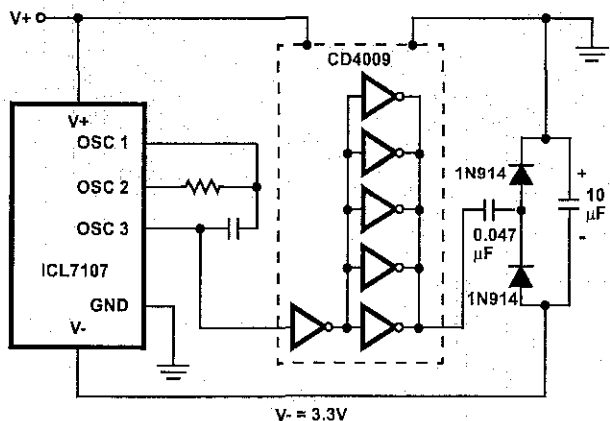 V+
CD4009
V+
OSC 1
OSC 2
OSC 3
ICL7107
GND
V-
1N914
0.047
µF
1N914
+
10
µF
-
V- = 3.3V